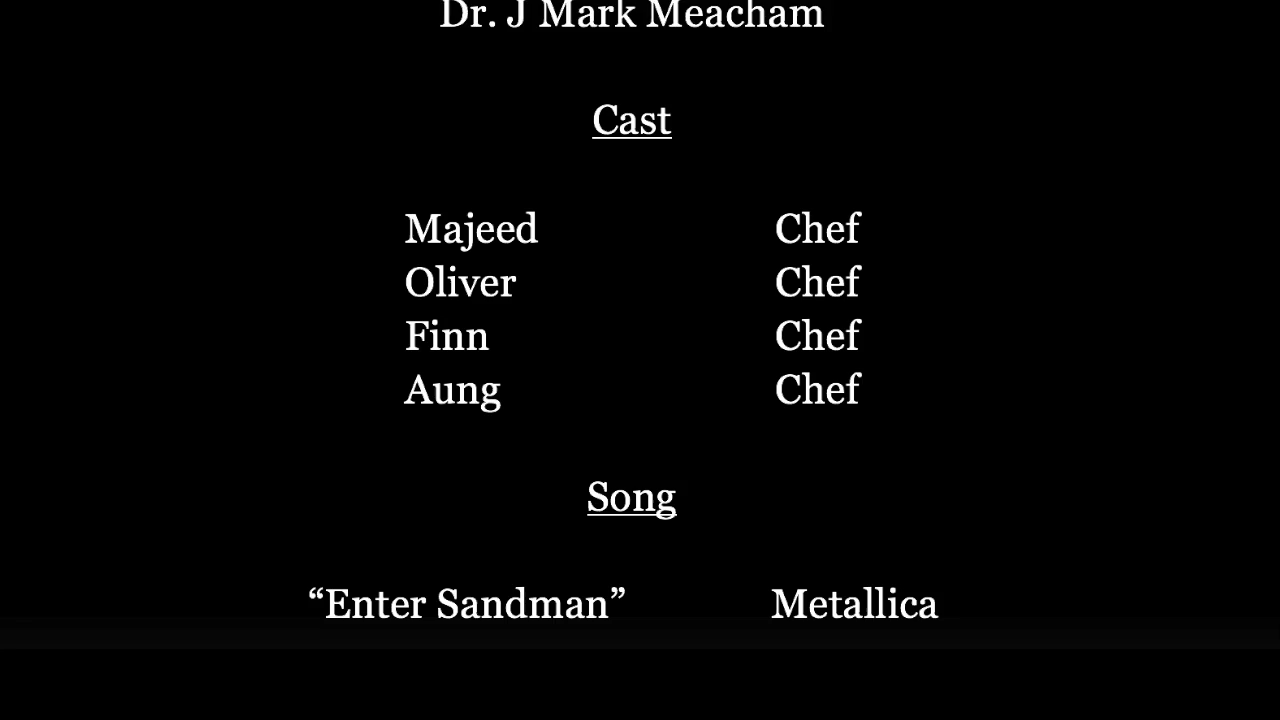 Dr. J Mark Meacham
Cast
Majeed Chef
Oliver Chef
Finn Chef
Aung Chef
Song
“Enter Sandman” Metallica